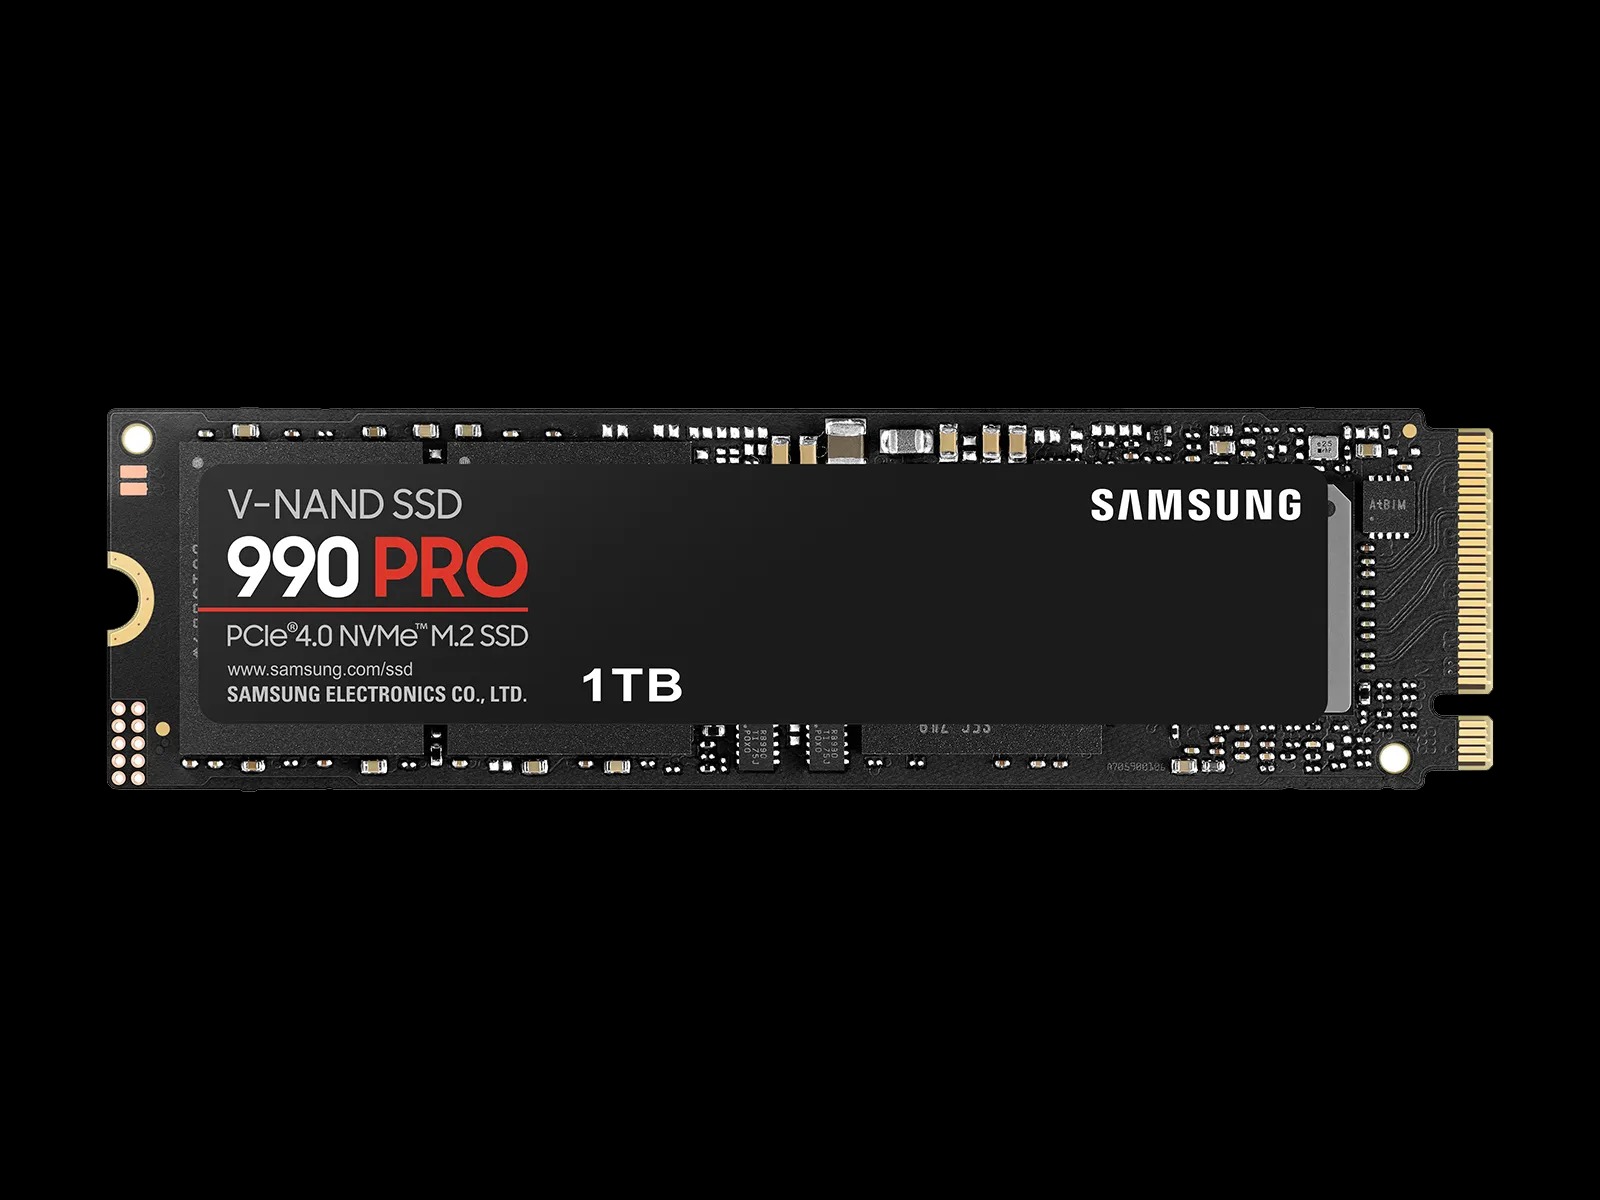 V-NAND SSD
SAMSUNG
990 PRO
PCIe®4.0 NVMe™ M.2 SSD
www.samsung.com/ssd
SAMSUNG ELECTRONICS CO., LTD.
1TB
AtBIM